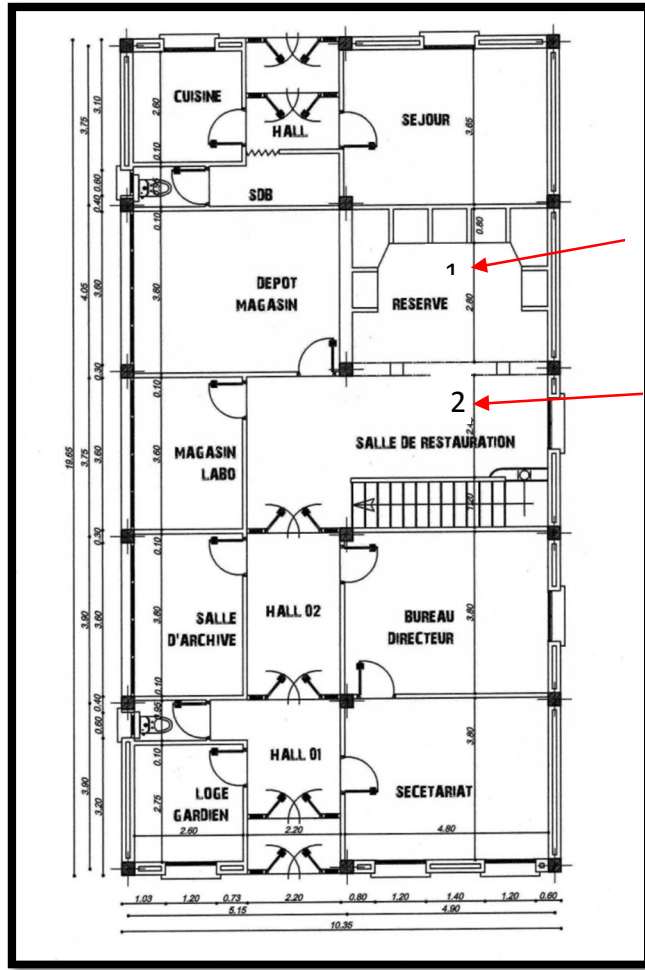 CUISINE
HALL
SEJOUR
SDB
DEPOT
MAGASIN
1
RESERVE
2
SALLE DE RESTAURATION
MAGASIN
LABO
SALLE
D'ARCHIVE
HALL 02
BUREAU
DIRECTEUR
HALL 01
LOGE
GARDIEN
SECETARIAT
3.10
3.75
0.60
0.40
4.05
3.60
0.30
19.65
3.75
3.60
0.30
3.90
3.60
0.40
0.60
3.90
3.20
2.60
0.10
0.10
3.80
0.10
3.60
0.10
3.80
0.10
.95
0.10
2.75
3.65
0.80
2.80
1.20
3.80
3.80
2.60 2.20 4.80
1.03 1.20 0.73 2.20 0.80 1.20 1.40 1.20 0.60
5.15 4.90
10.35